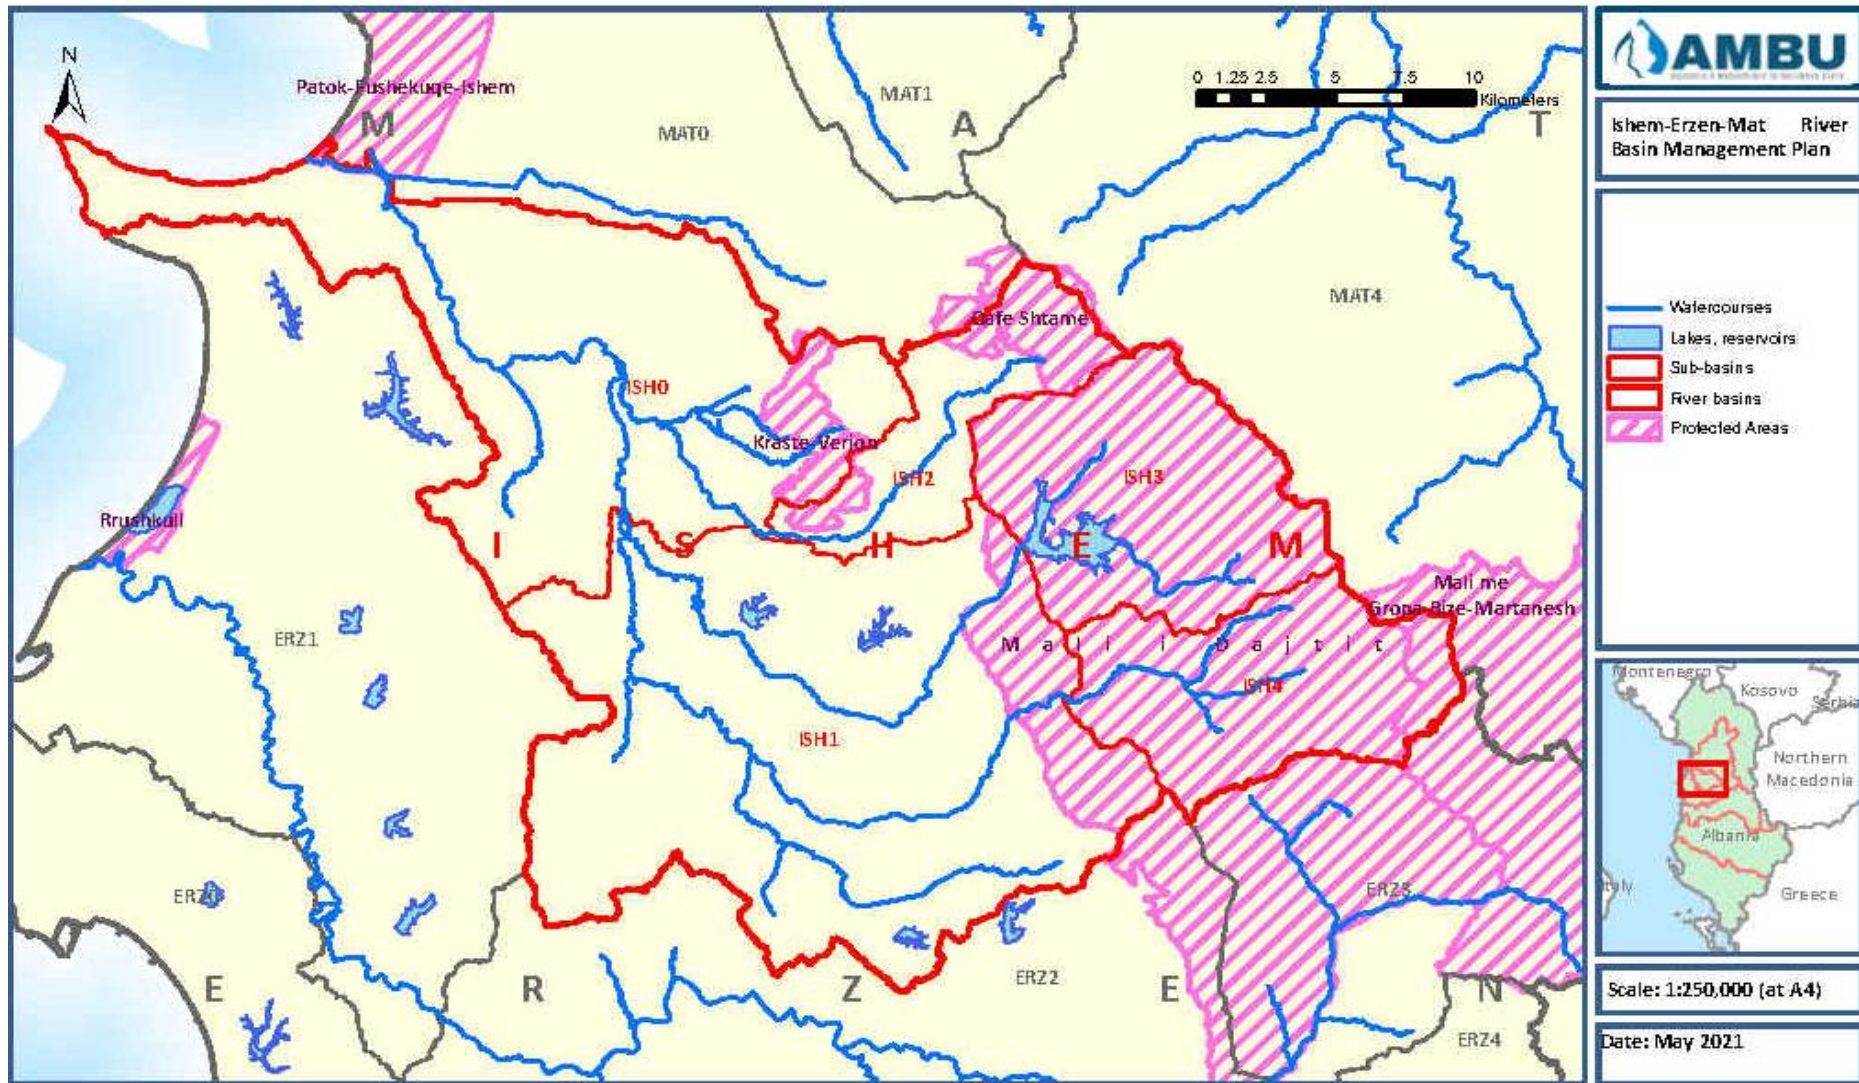 N
Patok-Fushekuqe-Ishem
M
MAT0
MAT1
A
0 1.25 2.5 5 7.5 10
Kilometers
T
Qafe Shtame
MAT4
ISH0
Kraste-Verjon
ISH2
ISH3
Rrushkull
I S H E M
Mali me
Gropa-Bize-Martanesh
ERZ1
Mali i Dajtit
ISH4
ISH1
ERZ0
ERZ3
E R Z E N
ERZ2
ERZ4
AMBU
Ishem-Erzen-Mat River
Basin Management Plan
Watercourses
Lakes, reservoirs
Sub-basins
River basins
Protected Areas
Montenegro
Kosovo
Serbia
Northern
Macedonia
Albania
Italy
Greece
Scale: 1:250,000 (at A4)
Date: May 2021